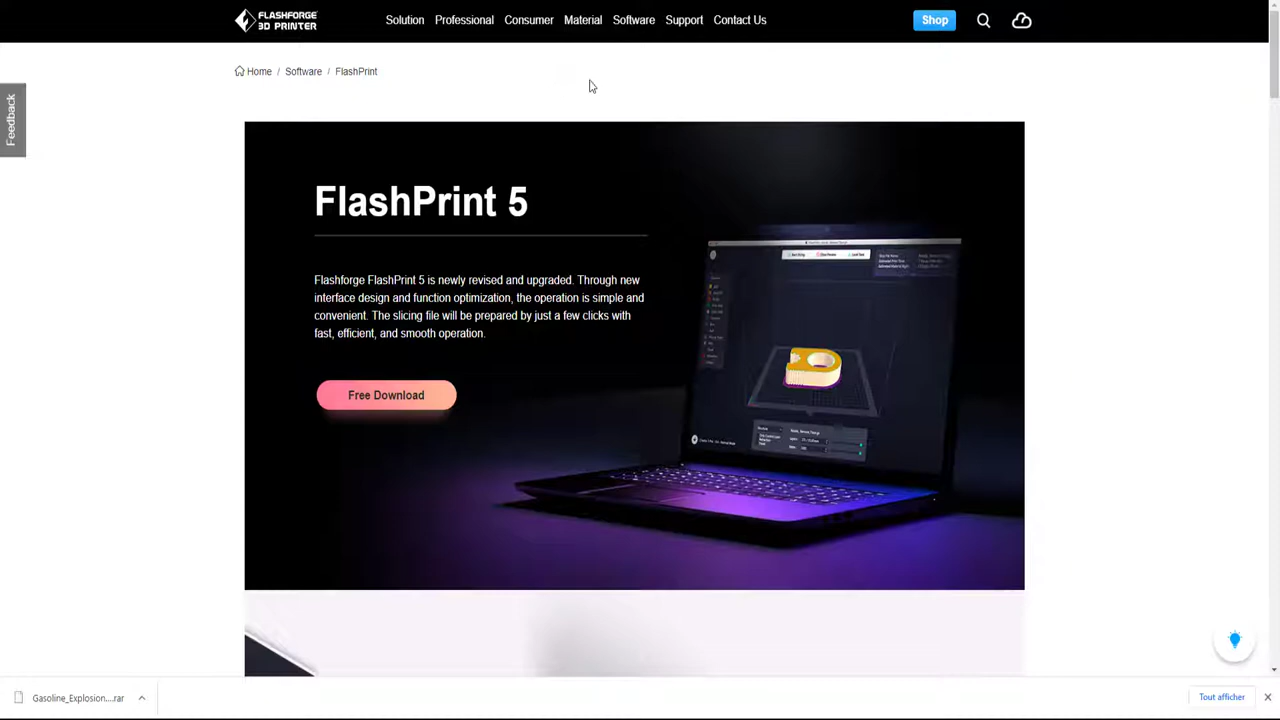 FLASHFORGE
3D PRINTER
Solution Professional Consumer Material Software Support Contact Us
Shop
Home / Software / FlashPrint
Feedback
FlashPrint 5
Flashforge FlashPrint 5 is newly revised and upgraded. Through new
interface design and function optimization, the operation is simple and
convenient. The slicing file will be prepared by just a few clicks with
fast, efficient, and smooth operation.
Free Download
Gasoline_Explosion....rar
Tout afficher